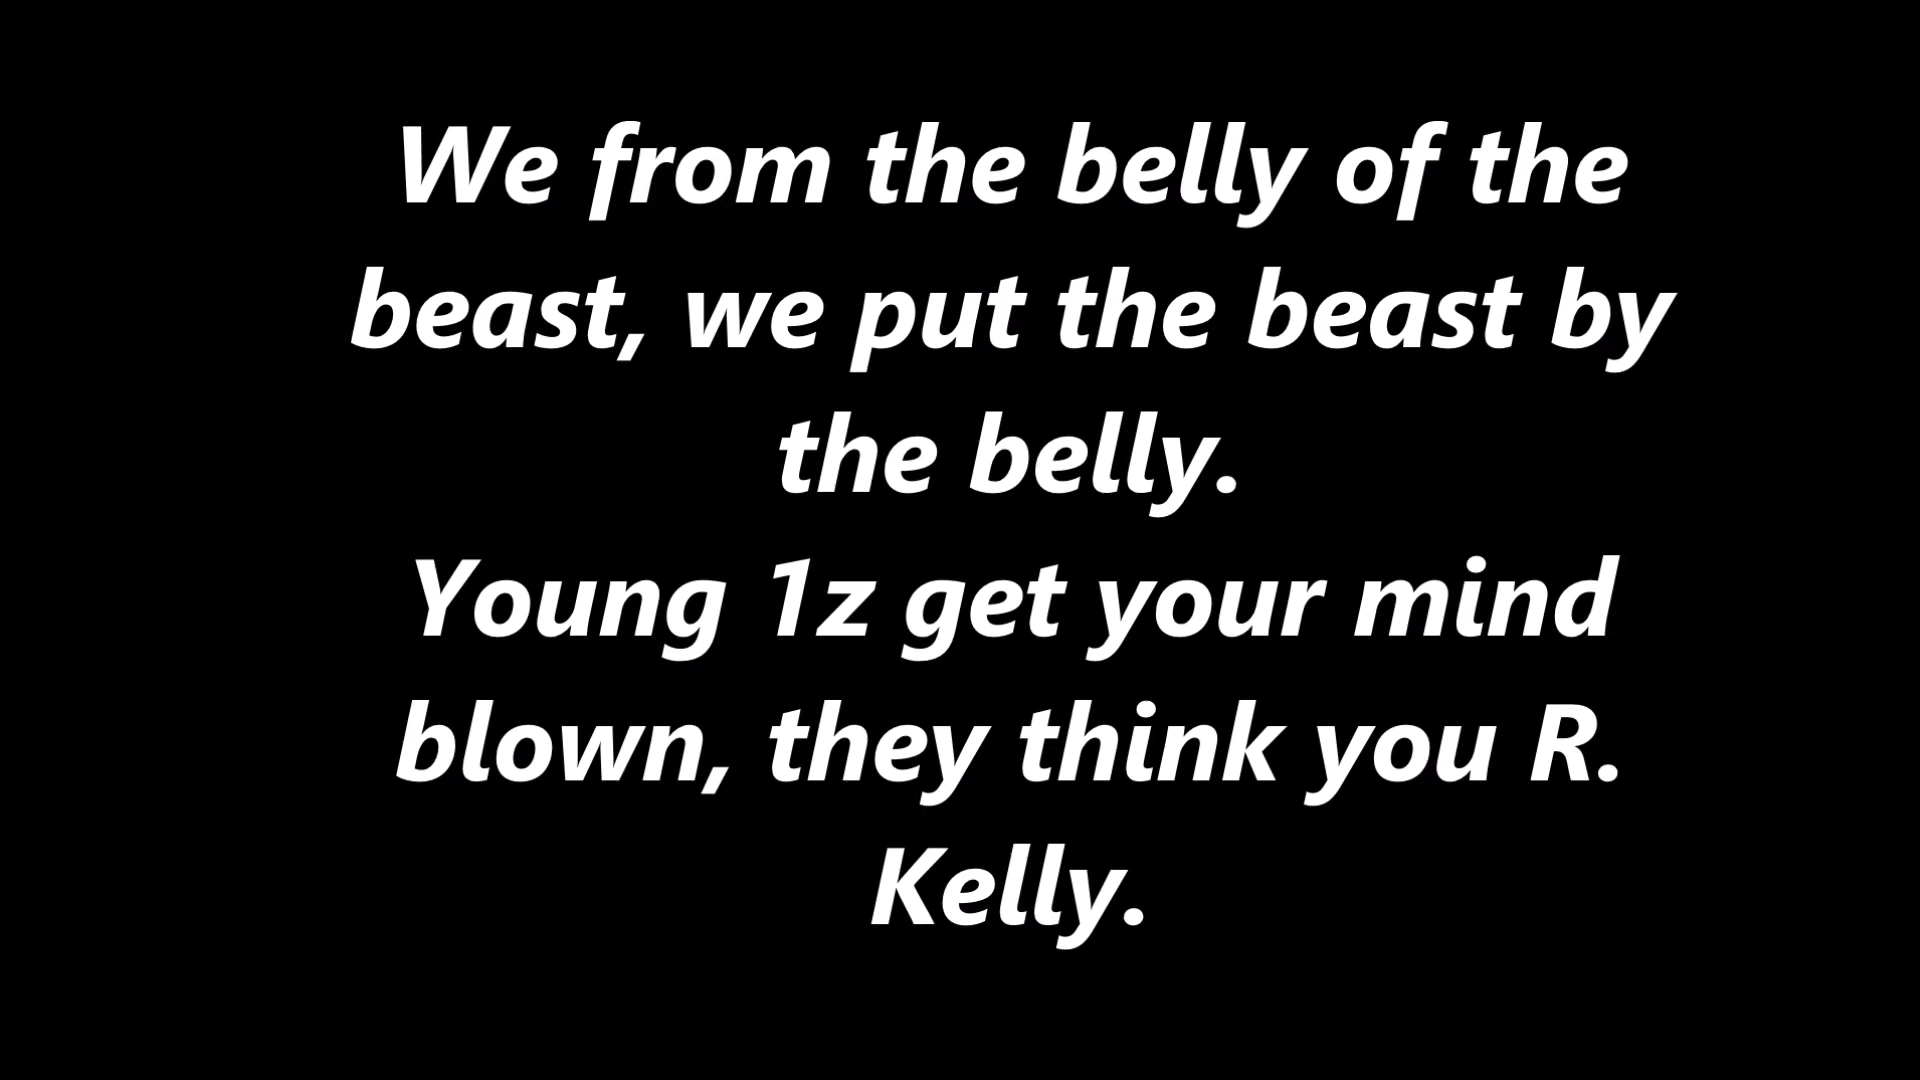 We from the belly of the
beast, we put the beast by
the belly.
Young 1z get your mind
blown, they think you R.
Kelly.